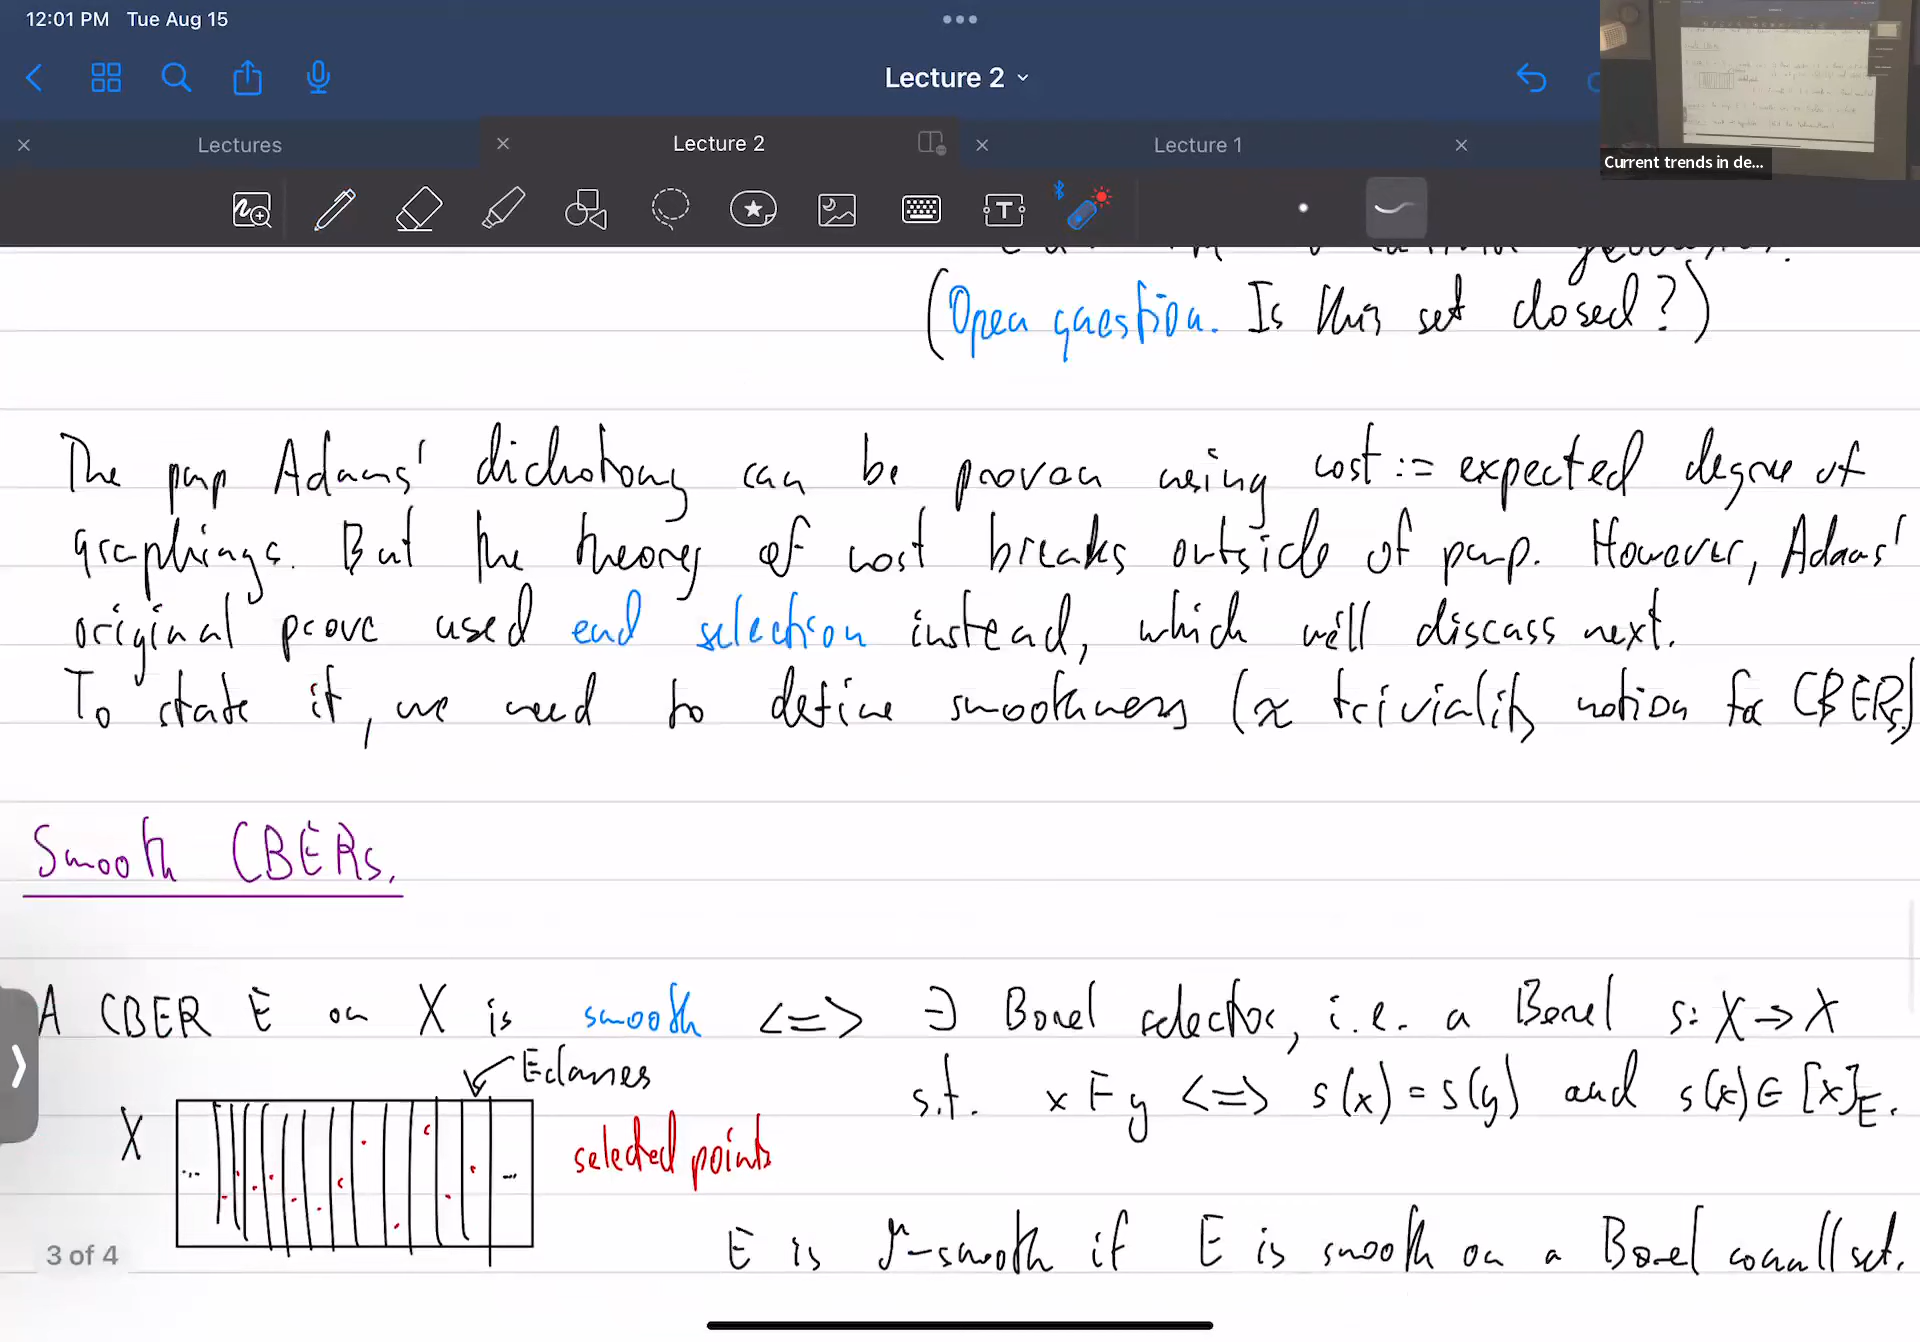 12:01 PM Tue Aug 15
Lecture 2
Current trends in de...
Lectures
Lecture 2
Lecture 1
(Open question. Is this set closed?)
The pmp Adams' dichotomy can be proven using cost := expected degree of
graphings. But the theory of cost breaks outside of pmp. However, Adams'
original prove used end selection instead, which will discuss next.
To state it, we need to define smoothness (≈ triviality notion for CBERs)
Smooth CBERs.
A CBER E on X is smooth <=> ∃ Borel selector, i.e. a Borel s: X → X
s.t. x E y <=> s(x) = s(y) and s(x) ∈ [x]_E.
E classes
X
...
...
selected points
E is μ-smooth if E is smooth on a Borel conull set.
3 of 4